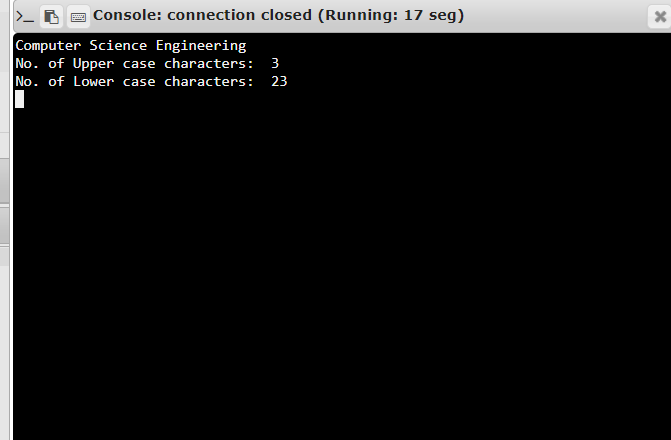 >_ Console: connection closed (Running: 17 seg)
Computer Science Engineering
No. of Upper case characters:  3
No. of Lower case characters:  23